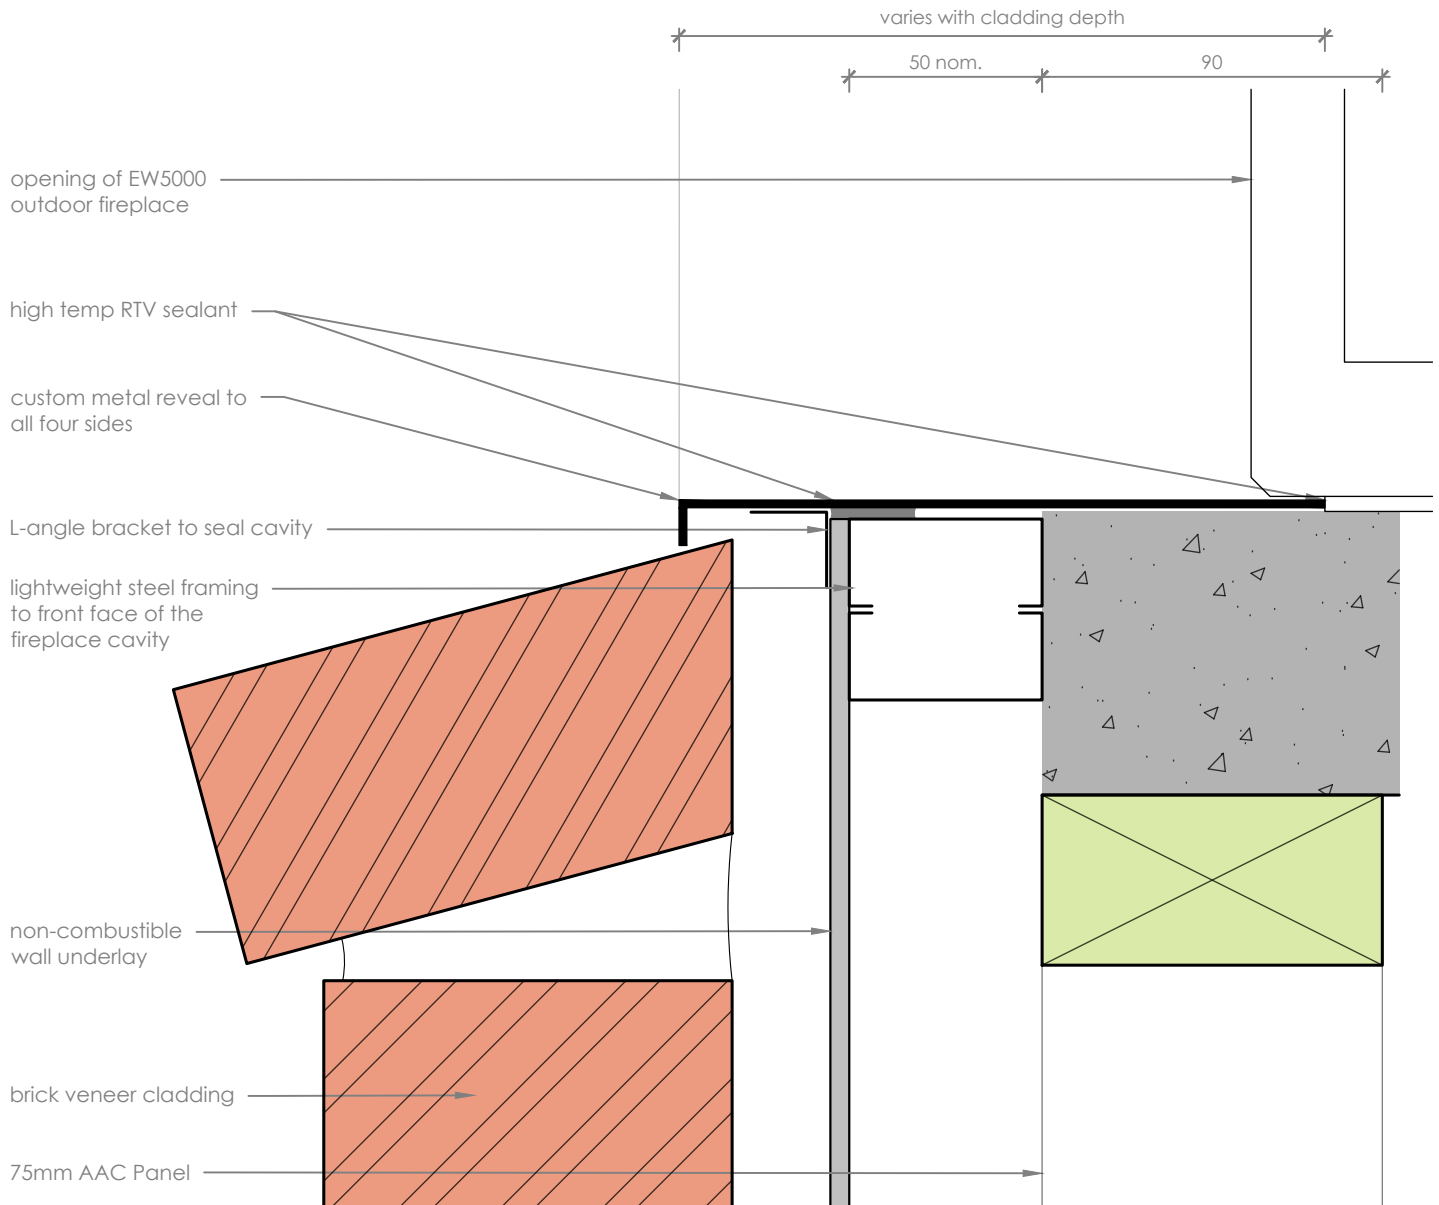 varies with cladding depth
50 nom.
90
opening of EW5000
outdoor fireplace
high temp RTV sealant
custom metal reveal to
all four sides
L-angle bracket to seal cavity
lightweight steel framing
to front face of the
fireplace cavity
non-combustible
wall underlay
brick veneer cladding
75mm AAC Panel